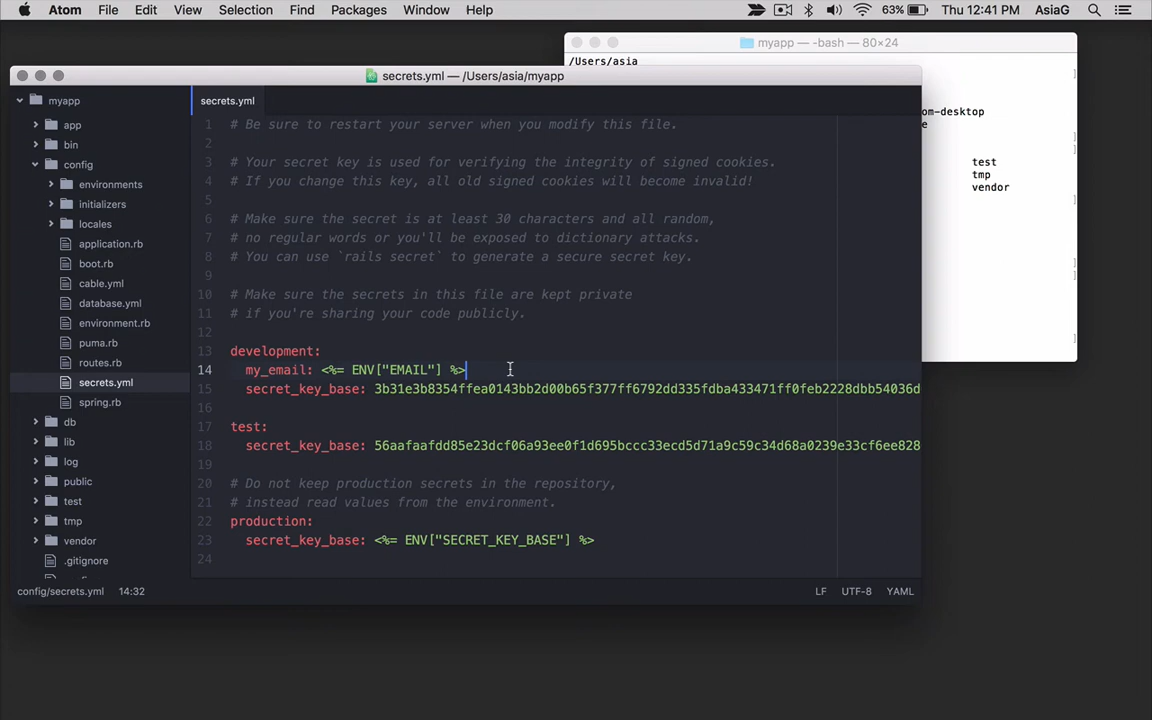 Atom File Edit View Selection Find Packages Window Help 63% Thu 12:41 PM AsiaG
myapp — -bash — 80×24
/Users/asia
om-desktop
e
test
tmp
vendor
secrets.yml — /Users/asia/myapp
myapp
app
bin
config
environments
initializers
locales
application.rb
boot.rb
cable.yml
database.yml
environment.rb
puma.rb
routes.rb
secrets.yml
spring.rb
db
lib
log
public
test
tmp
vendor
.gitignore
secrets.yml
1 # Be sure to restart your server when you modify this file.
2
3 # Your secret key is used for verifying the integrity of signed cookies.
4 # If you change this key, all old signed cookies will become invalid!
5
6 # Make sure the secret is at least 30 characters and all random,
7 # no regular words or you'll be exposed to dictionary attacks.
8 # You can use `rails secret` to generate a secure secret key.
9
10 # Make sure the secrets in this file are kept private
11 # if you're sharing your code publicly.
12
13 development:
14 my_email: <%= ENV["EMAIL"] %>
15 secret_key_base: 3b31e3b8354ffea0143bb2d00b65f377ff6792dd335fdba433471ff0feb2228dbb54036d
16
17 test:
18 secret_key_base: 56aafaafdd85e23dcf06a93ee0f1d695bccc33ecd5d71a9c59c34d68a0239e33cf6ee828
19
20 # Do not keep production secrets in the repository,
21 # instead read values from the environment.
22 production:
23 secret_key_base: <%= ENV["SECRET_KEY_BASE"] %>
24
config/secrets.yml 14:32 LF UTF-8 YAML